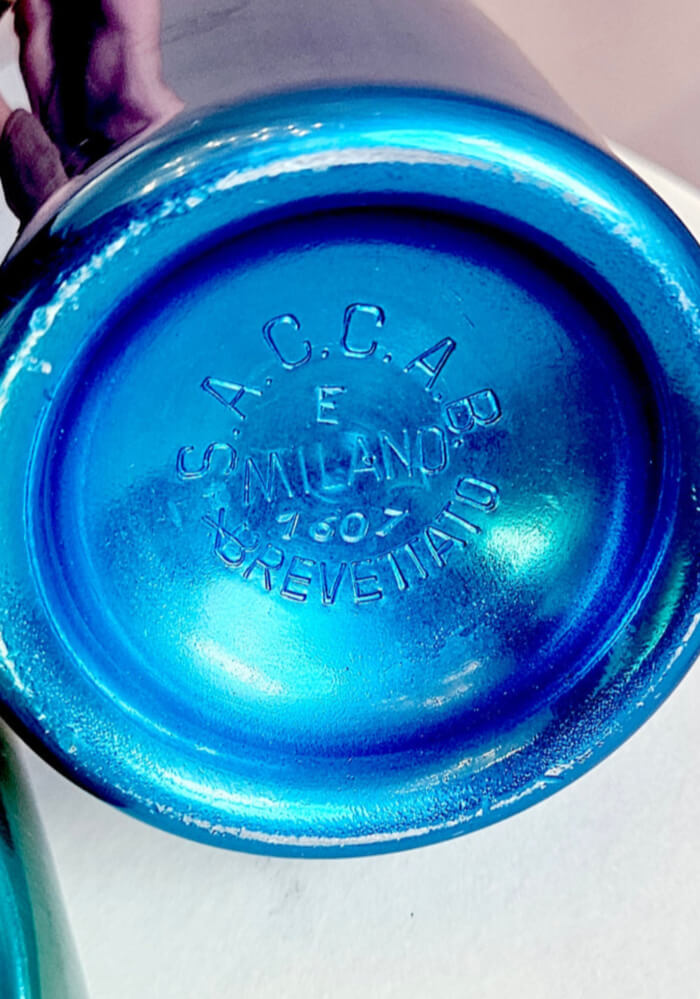 S.A.C.C.A.B.
E
MILANO
1607
BREVETTATO